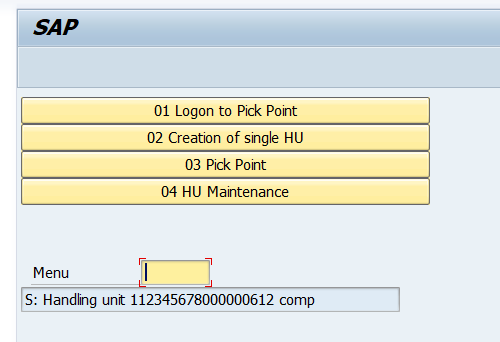 SAP
01 Logon to Pick Point
02 Creation of single HU
03 Pick Point
04 HU Maintenance
Menu
S: Handling unit 112345678000000612 comp